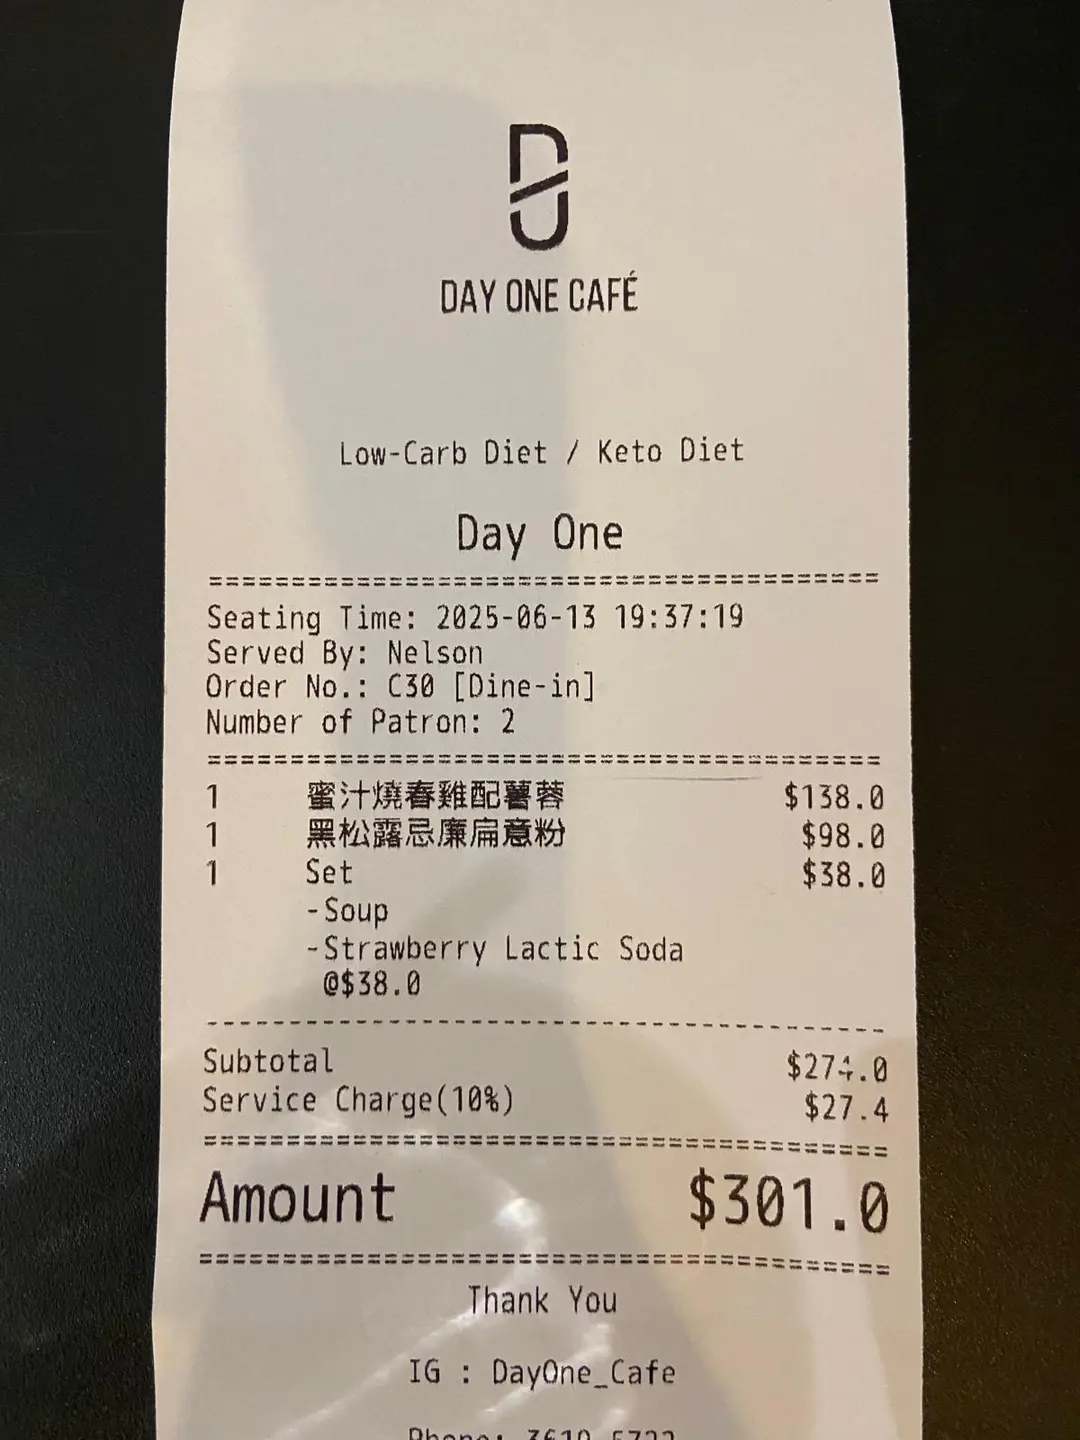 DAY ONE CAFÉ
Low-Carb Diet / Keto Diet
Day One
========================================
Seating Time: 2025-06-13 19:37:19
Served By: Nelson
Order No.: C30 [Dine-in]
Number of Patron: 2
========================================
1 蜜汁燒春雞配薯蓉 $138.0
1 黑松露忌廉扁意粉 $98.0
1 Set $38.0
-Soup
-Strawberry Lactic Soda
@$38.0
----------------------------------------
Subtotal $274.0
Service Charge(10%) $27.4
========================================
Amount $301.0
========================================
Thank You
IG : DayOne_Cafe
Phone: